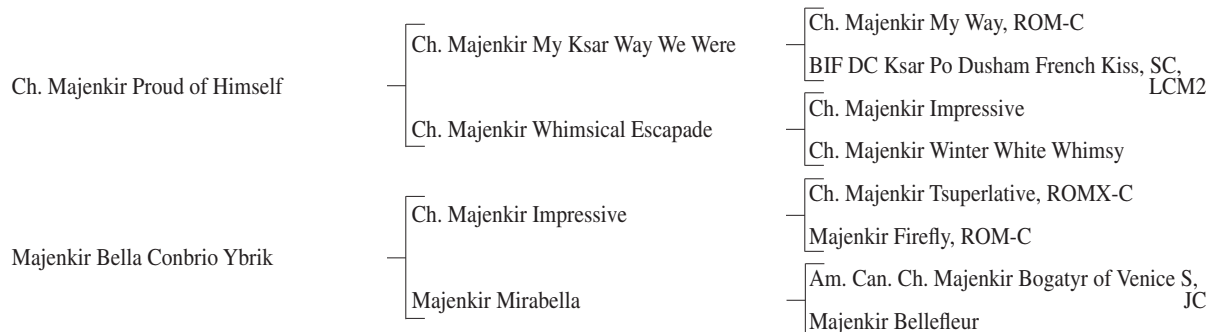 Ch. Majenkir Proud of Himself
Ch. Majenkir My Ksar Way We Were
Ch. Majenkir My Way, ROM-C
BIF DC Ksar Po Dusham French Kiss, SC,
LCM2
Ch. Majenkir Whimsical Escapade
Ch. Majenkir Impressive
Ch. Majenkir Winter White Whimsy
Majenkir Bella Conbrio Ybrik
Ch. Majenkir Impressive
Ch. Majenkir Tsuperlative, ROMX-C
Majenkir Firefly, ROM-C
Majenkir Mirabella
Am. Can. Ch. Majenkir Bogatyr of Venice S,
JC
Majenkir Bellefleur